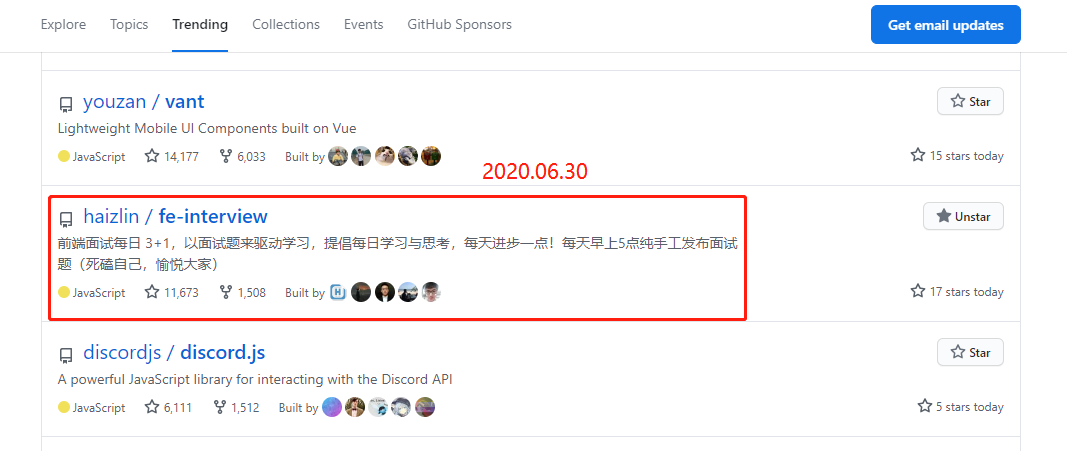 Explore Topics Trending Collections Events GitHub Sponsors Get email updates
youzan / vant Star
Lightweight Mobile UI Components built on Vue
JavaScript 14,177 6,033 Built by 15 stars today
2020.06.30
haizlin / fe-interview Unstar
前端面试每日 3+1，以面试题来驱动学习，提倡每日学习与思考，每天进步一点！每天早上5点纯手工发布面试
题（死磕自己，愉悦大家）
JavaScript 11,673 1,508 Built by 17 stars today
discordjs / discord.js Star
A powerful JavaScript library for interacting with the Discord API
JavaScript 6,111 1,512 Built by 5 stars today